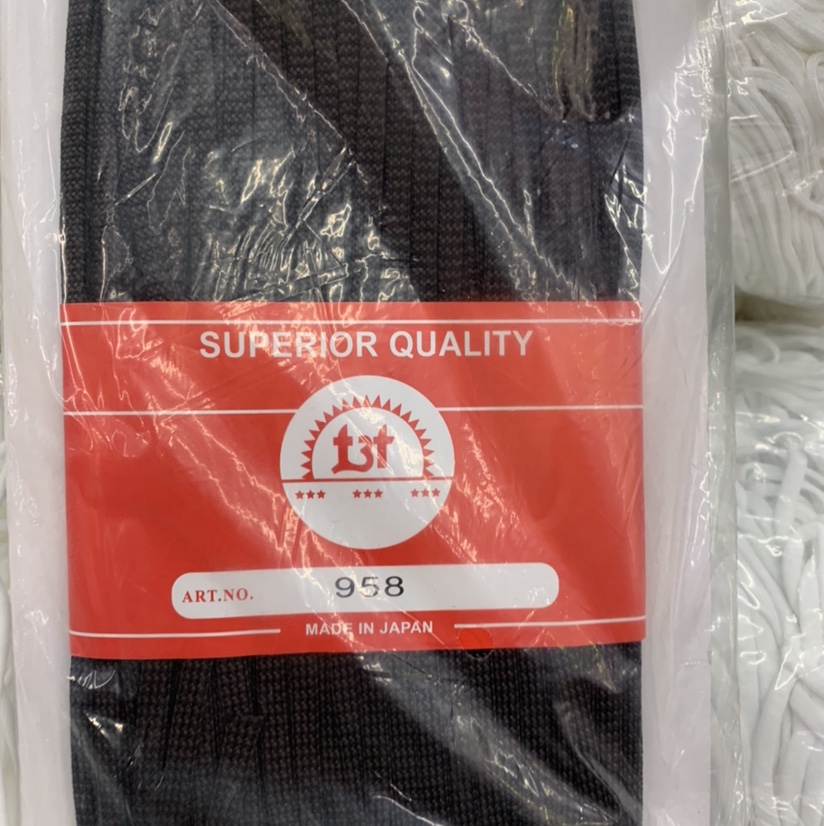 SUPERIOR QUALITY
★★★ ★★★ ★★★
ART.NO. 958
MADE IN JAPAN